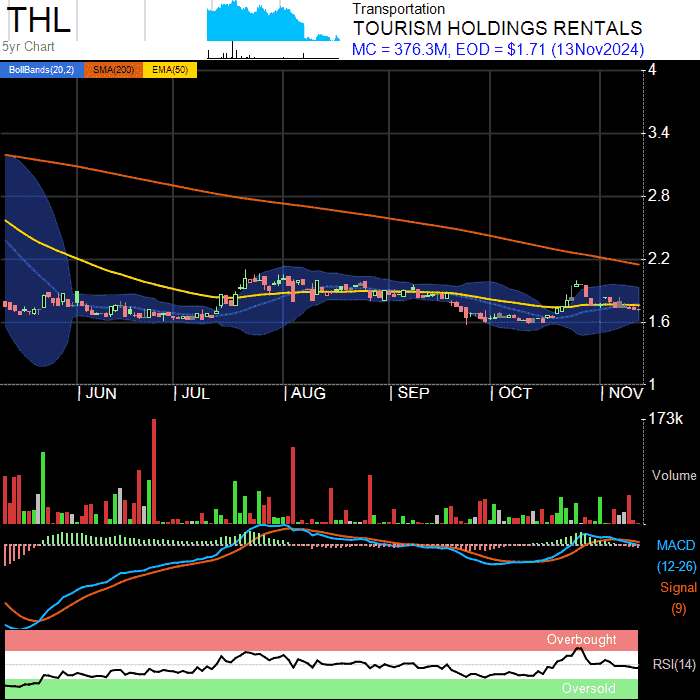 THL
5yr Chart
Transportation
TOURISM HOLDINGS RENTALS
MC = 376.3M, EOD = $1.71 (13Nov2024)
BollBands(20,2) SMA(200) EMA(50)
4
3.4
2.8
2.2
1.6
1
JUN JUL AUG SEP OCT NOV
173k
Volume
MACD
(12-26)
Signal
(9)
Overbought
RSI(14)
Oversold